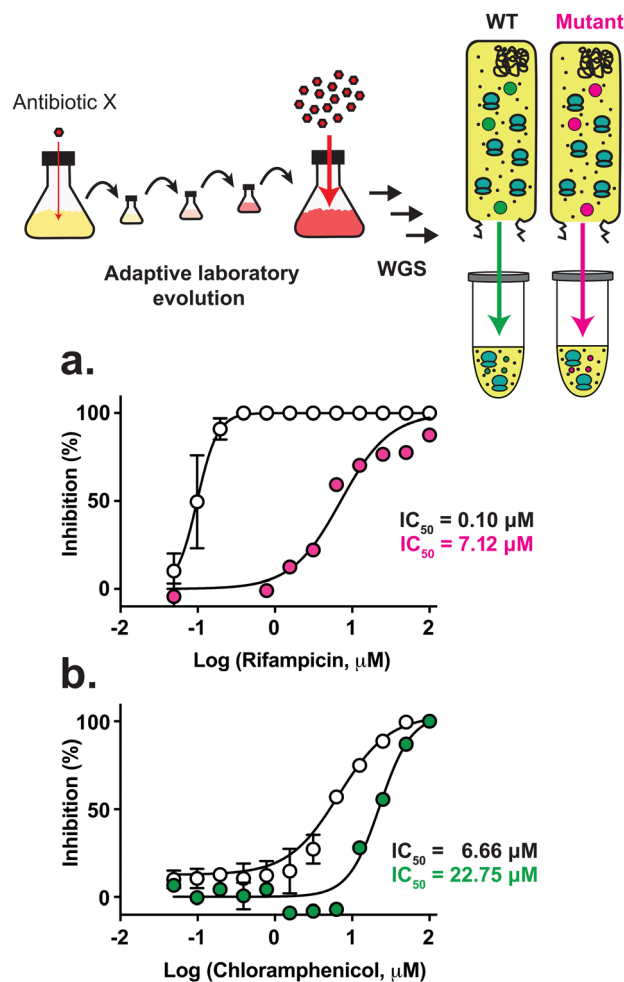 WT Mutant
Antibiotic X
Adaptive laboratory
evolution
WGS
a.
Inhibition (%)
100
50
0
-2 -1 0 1 2
Log (Rifampicin, µM)
IC50 = 0.10 µM
IC50 = 7.12 µM
b.
Inhibition (%)
100
50
0
-2 -1 0 1 2
Log (Chloramphenicol, µM)
IC50 = 6.66 µM
IC50 = 22.75 µM